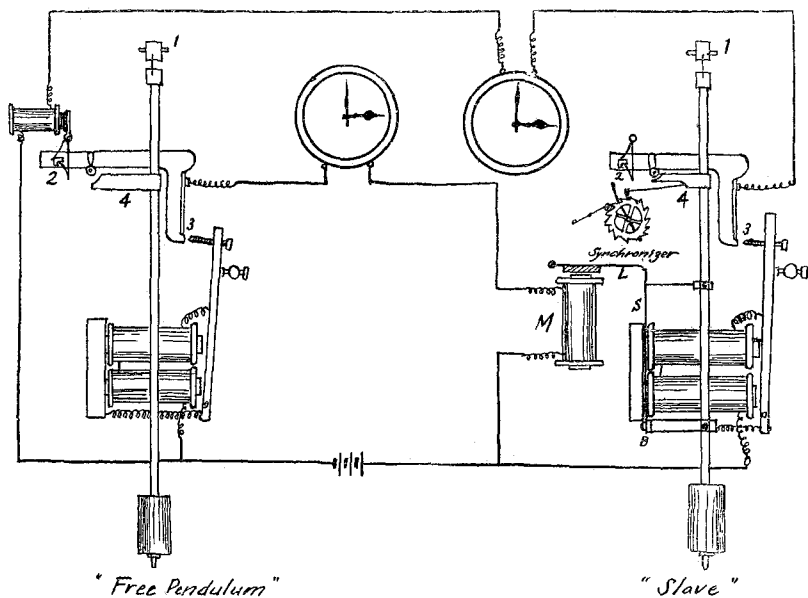 1
1
2
4
3
2
4
3
Synchronizer
L
M
S
B
" Free Pendulum "
" Slave "